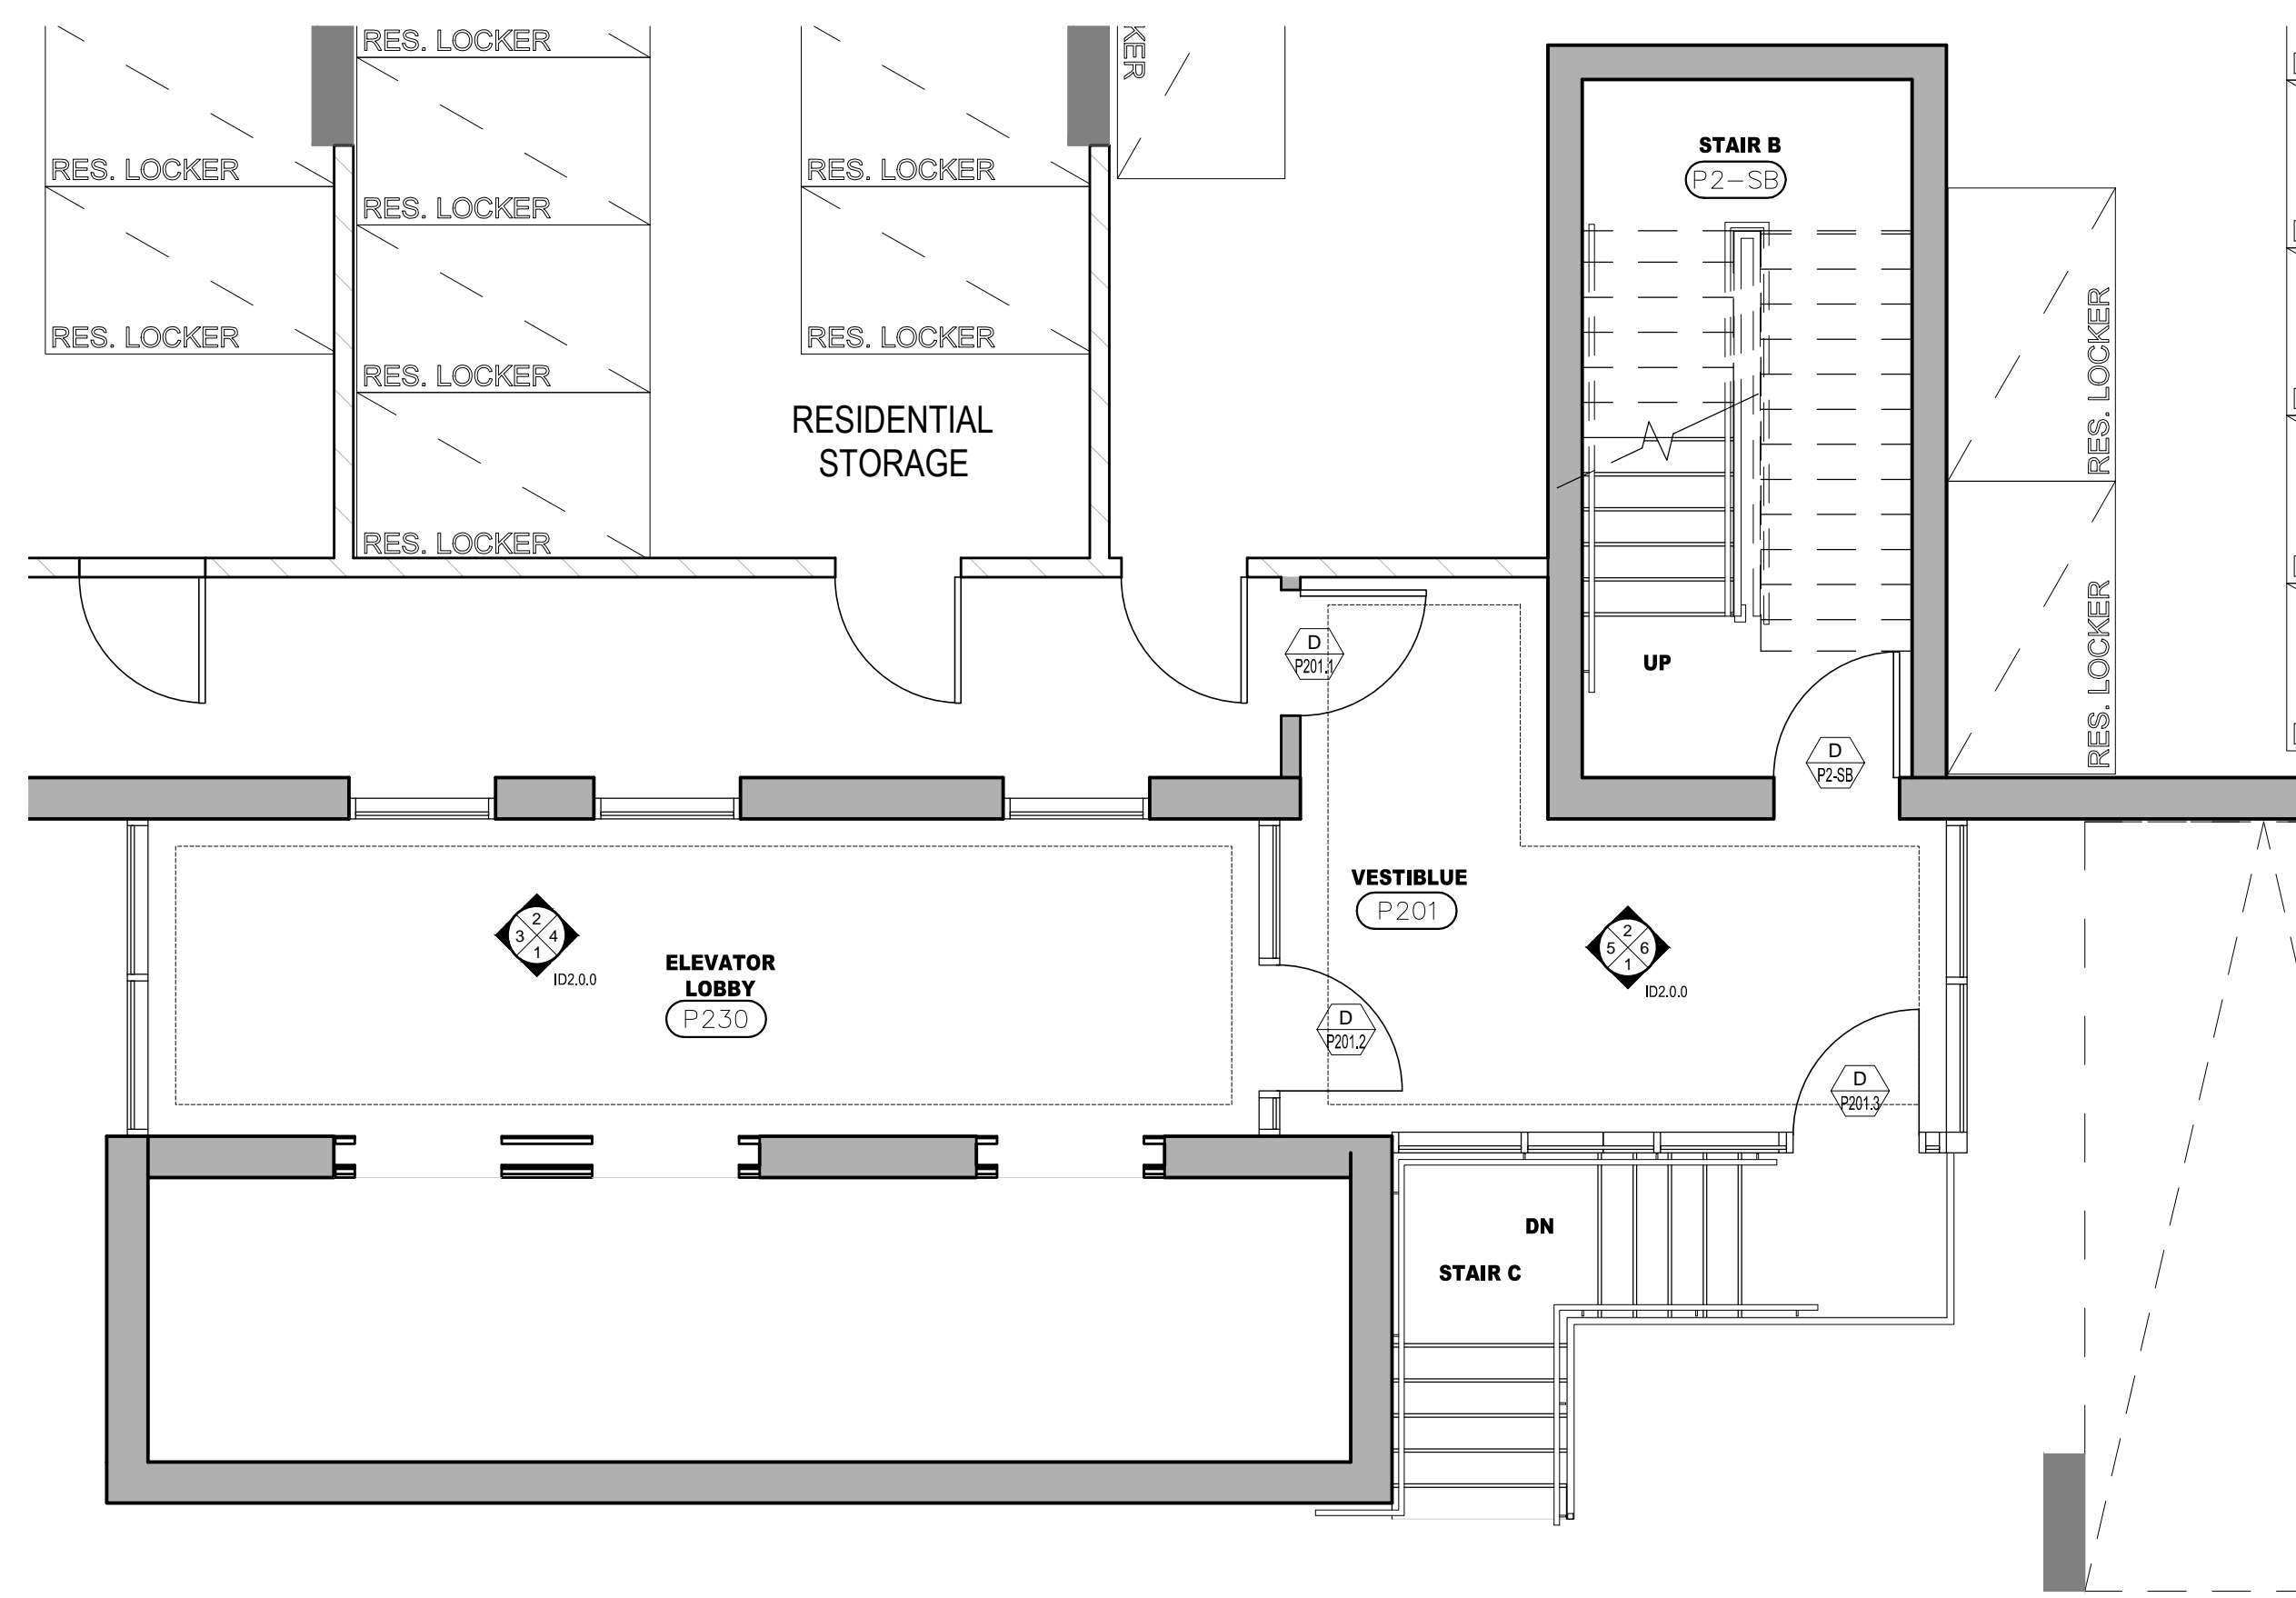 RES. LOCKER
KER
RES. LOCKER
RES. LOCKER
RES. LOCKER
RES. LOCKER
RES. LOCKER
RES. LOCKER
RES. LOCKER
RES. LOCKER
RESIDENTIAL
STORAGE
STAIR B
P2-SB
RES. LOCKER
RES. LOCKER
UP
D
P201.1
D
P2-SB
VESTIBLUE
P201
2
3 4
1
ID2.0.0
ELEVATOR
LOBBY
P230
2
5 6
1
ID2.0.0
D
P201.2
D
P201.3
DN
STAIR C